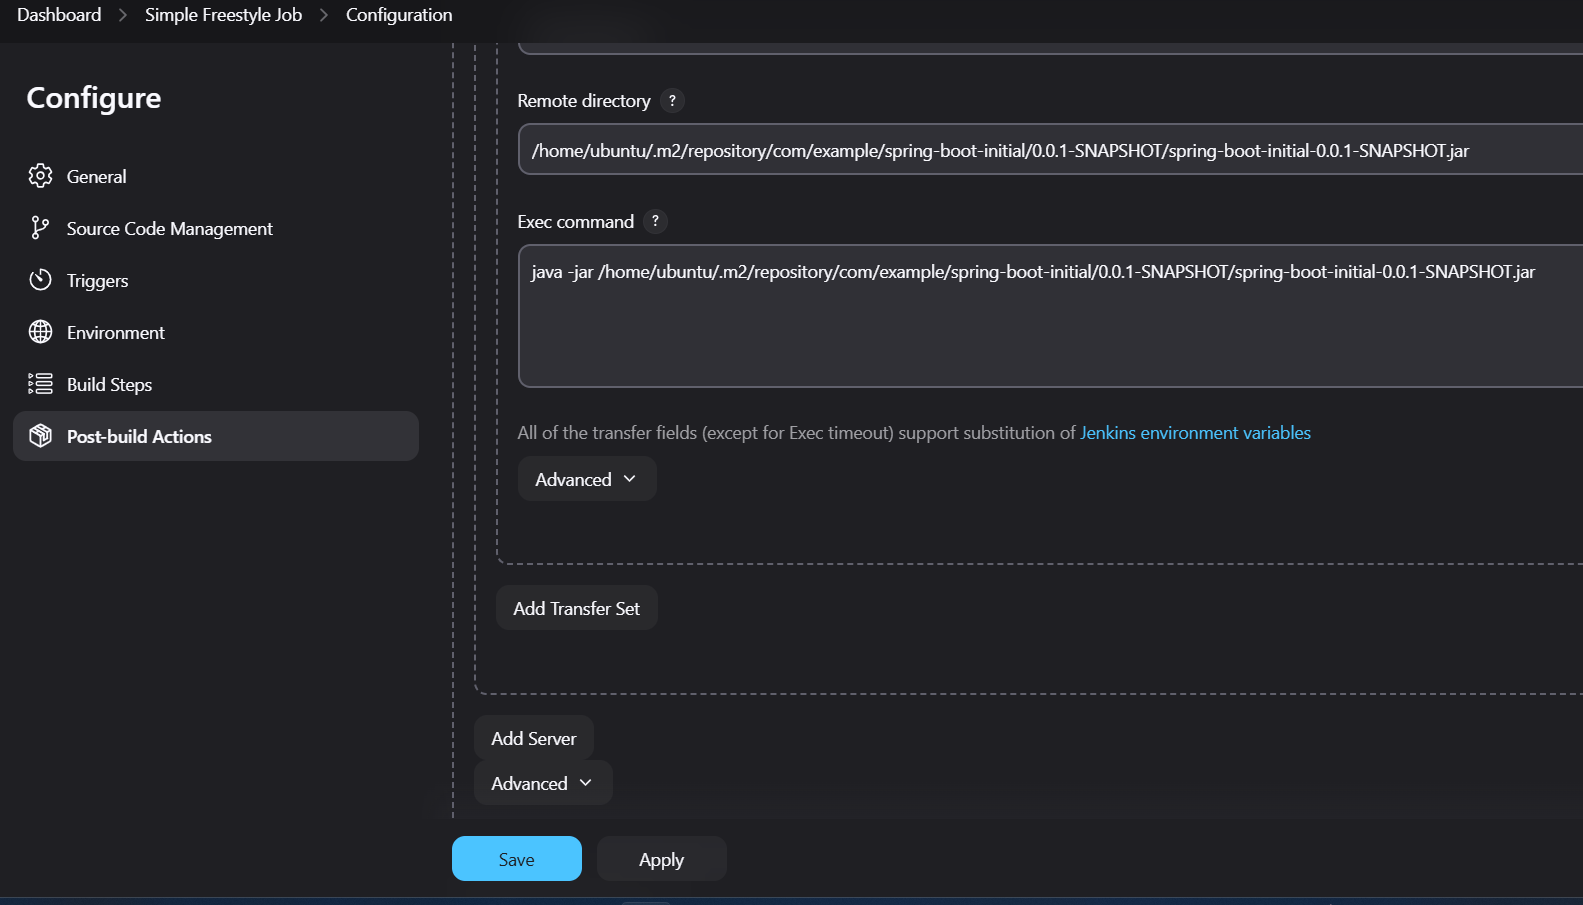 Dashboard > Simple Freestyle Job > Configuration
Configure
General
Source Code Management
Triggers
Environment
Build Steps
Post-build Actions
Remote directory ?
/home/ubuntu/.m2/repository/com/example/spring-boot-initial/0.0.1-SNAPSHOT/spring-boot-initial-0.0.1-SNAPSHOT.jar
Exec command ?
java -jar /home/ubuntu/.m2/repository/com/example/spring-boot-initial/0.0.1-SNAPSHOT/spring-boot-initial-0.0.1-SNAPSHOT.jar
All of the transfer fields (except for Exec timeout) support substitution of Jenkins environment variables
Advanced
Add Transfer Set
Add Server
Advanced
Save
Apply